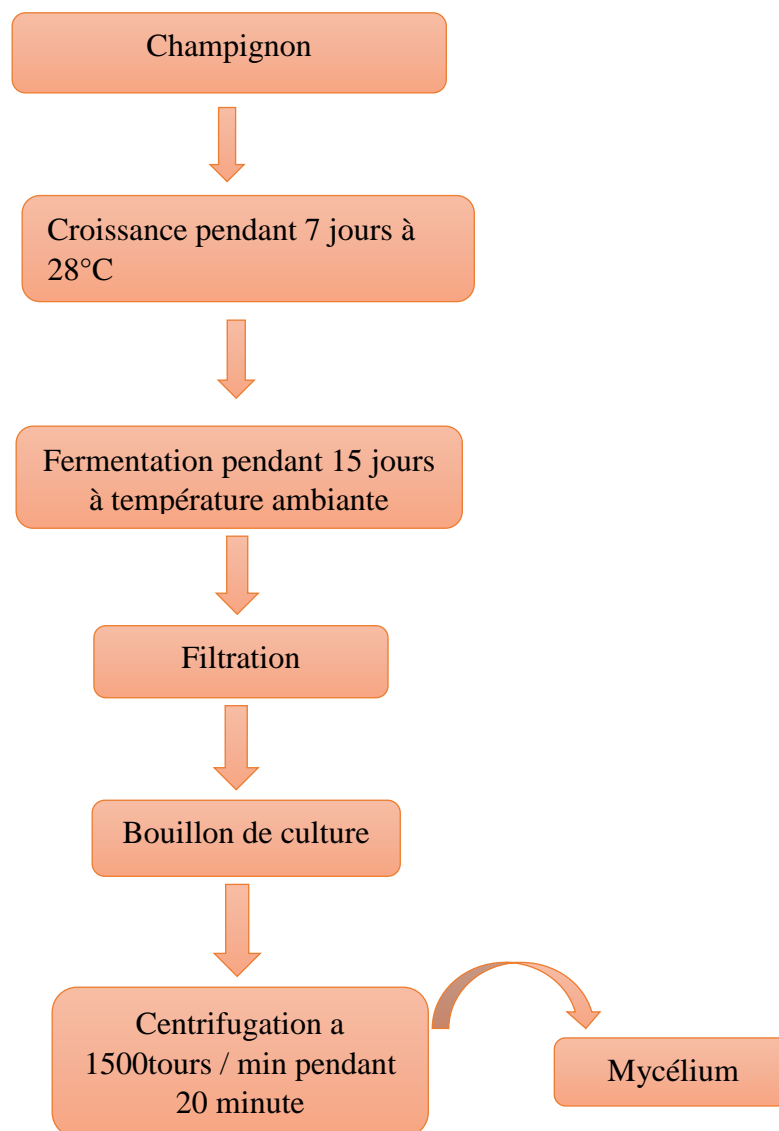 Champignon
Croissance pendant 7 jours à
28°C
Fermentation pendant 15 jours
à température ambiante
Filtration
Bouillon de culture
Centrifugation a
1500tours / min pendant
20 minute
Mycélium